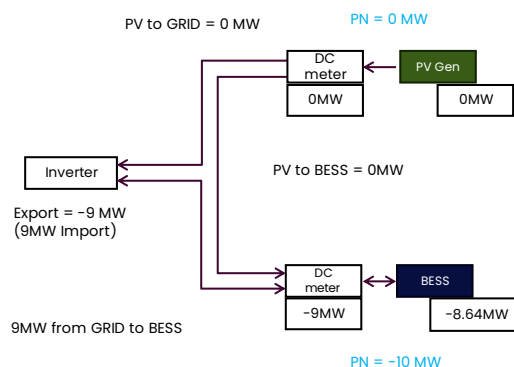 PV to GRID = 0 MW
PN = 0 MW
DC
meter
PV Gen
0MW
0MW
Inverter
PV to BESS = 0MW
Export = -9 MW
(9MW Import)
DC
meter
BESS
-9MW
-8.64MW
9MW from GRID to BESS
PN = -10 MW